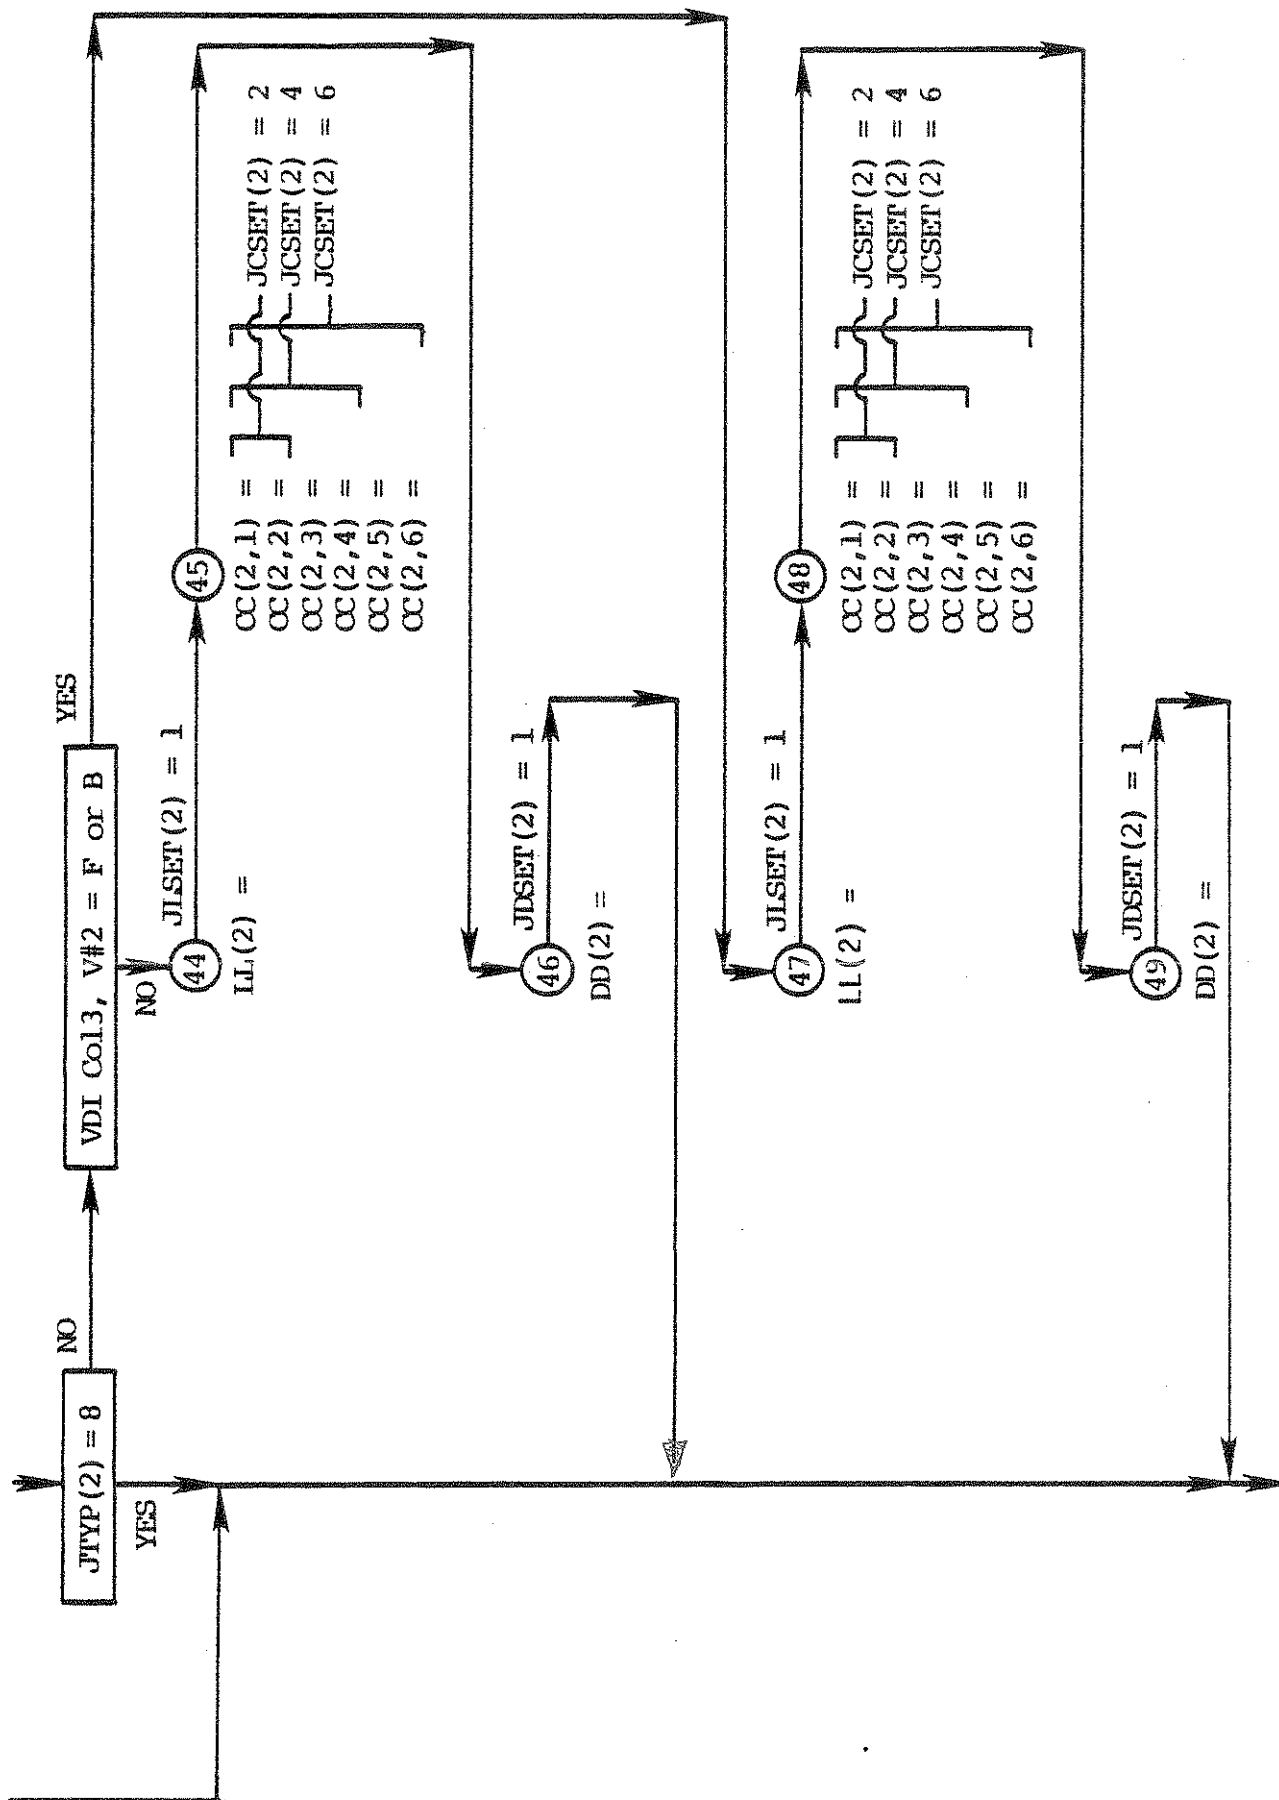 JTYP(2) = 8
YES
NO
VDI Col3, V#2 = F or B
YES
NO
44
JLSET(2) = 1
LL(2) =
45
CC(2,1) =
CC(2,2) =
CC(2,3) =
CC(2,4) =
CC(2,5) =
CC(2,6) =
JCSET(2) = 2
JCSET(2) = 4
JCSET(2) = 6
46
JDSET(2) = 1
DD(2) =
47
JLSET(2) = 1
LL(2) =
48
CC(2,1) =
CC(2,2) =
CC(2,3) =
CC(2,4) =
CC(2,5) =
CC(2,6) =
JCSET(2) = 2
JCSET(2) = 4
JCSET(2) = 6
49
JDSET(2) = 1
DD(2) =